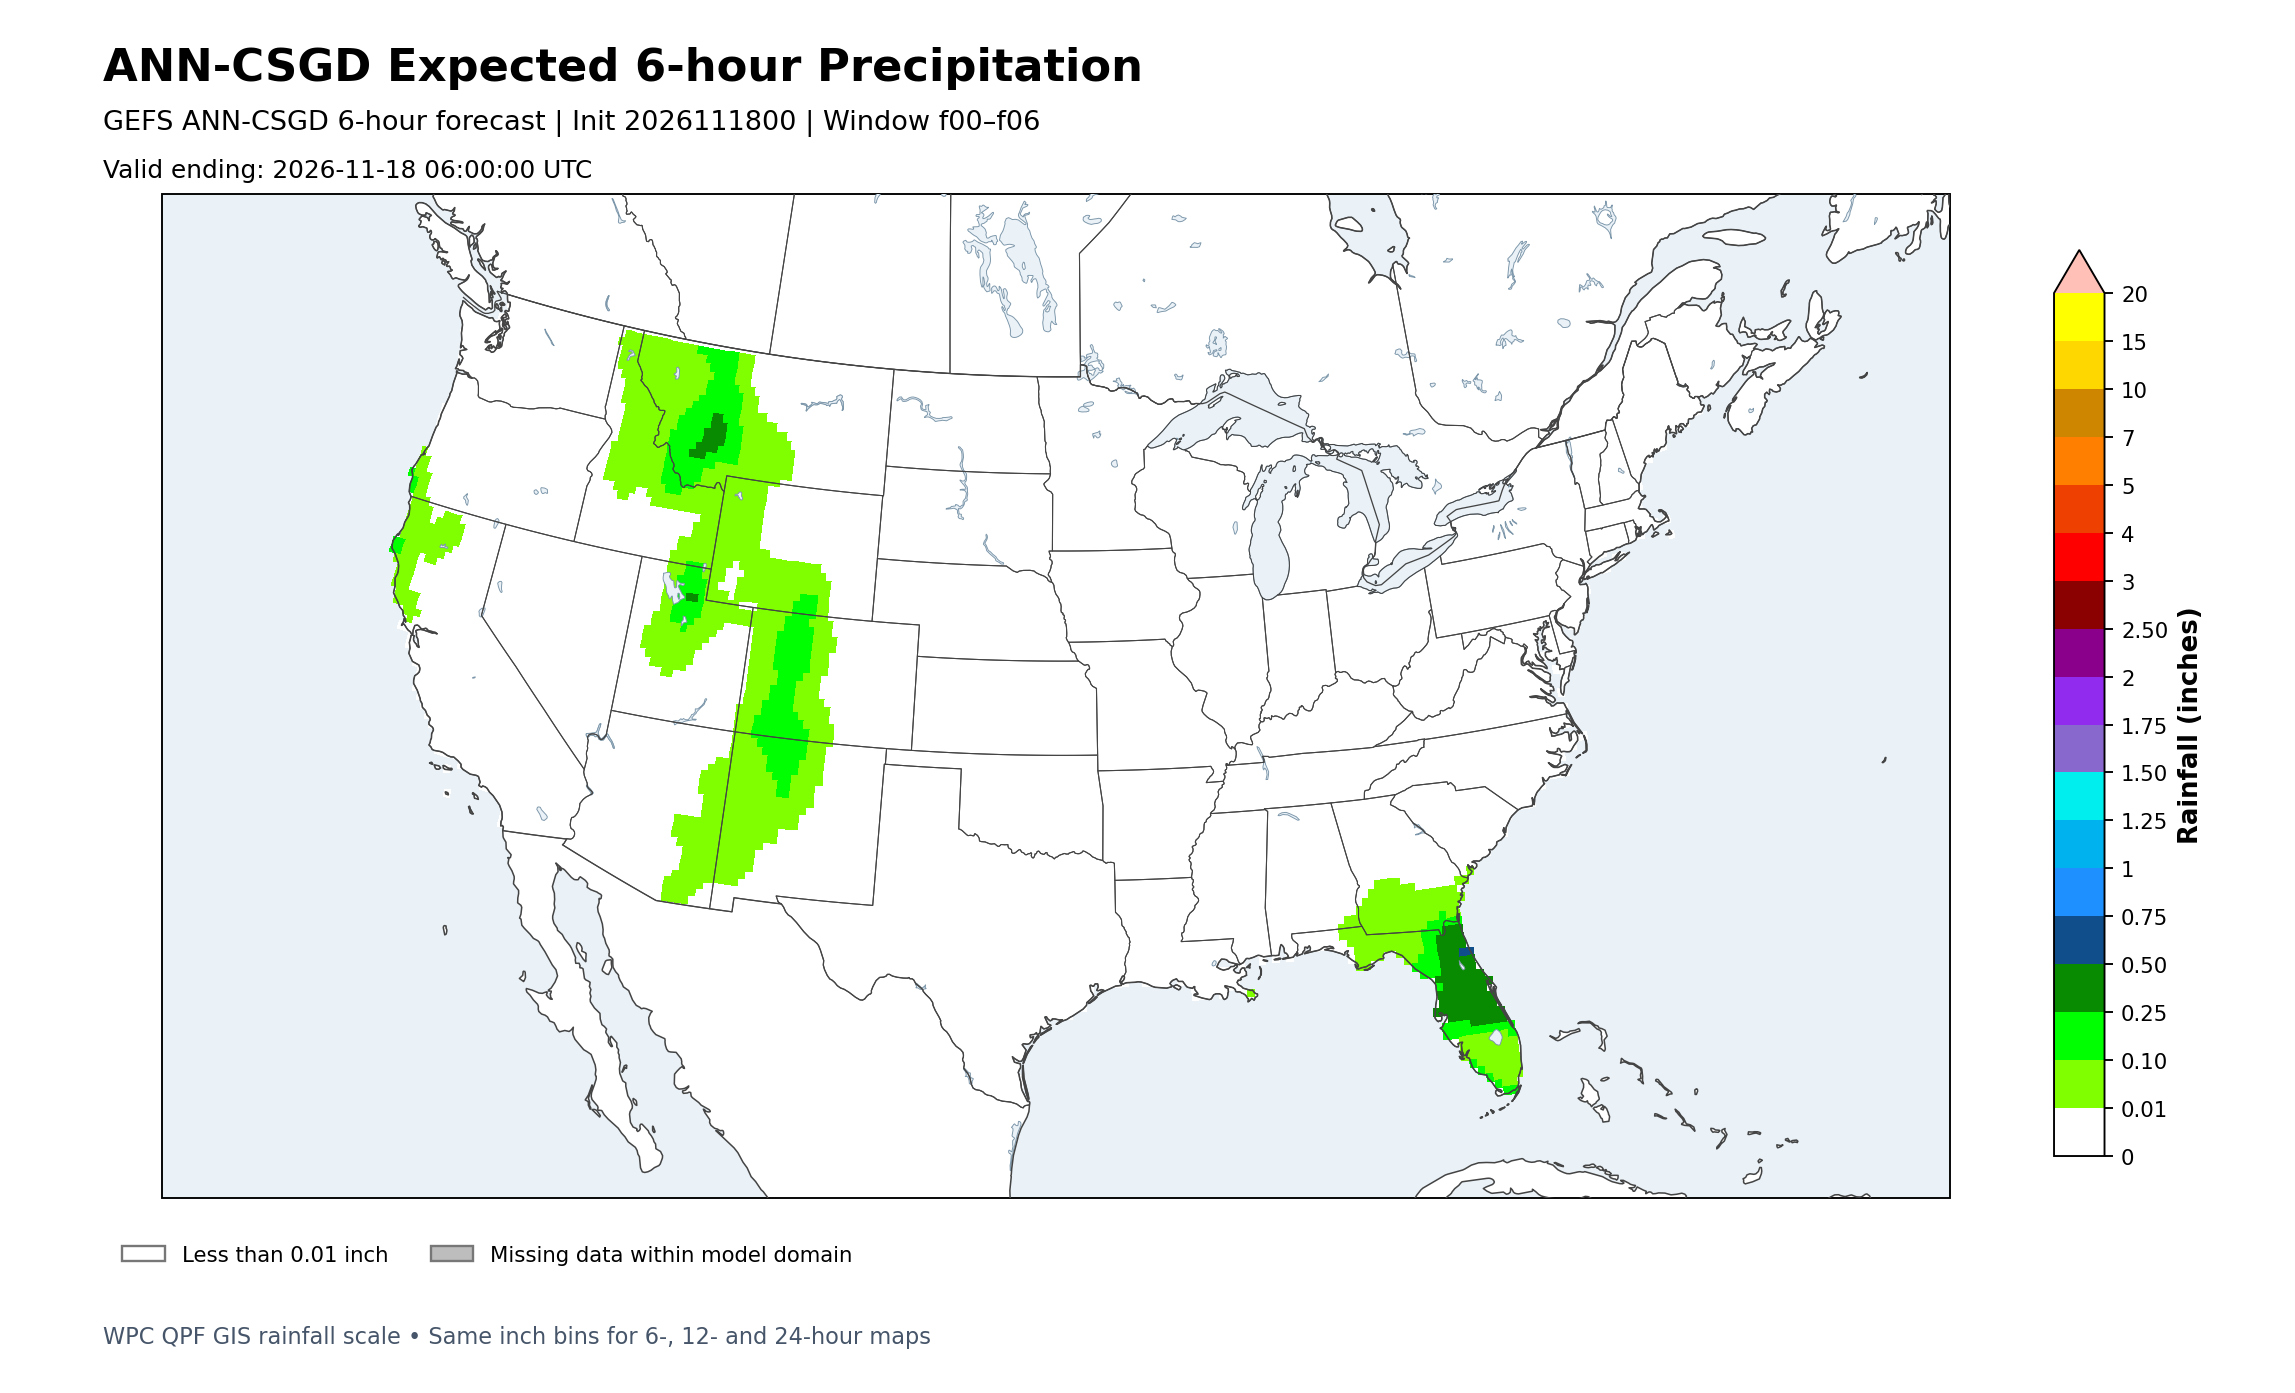 ANN-CSGD Expected 6-hour Precipitation
GEFS ANN-CSGD 6-hour forecast | Init 2026111800 | Window f00–f06
Valid ending: 2026-11-18 06:00:00 UTC
20
15
10
7
5
4
3
2.50
2
1.75
1.50
1.25
1
0.75
0.50
0.25
0.10
0.01
0
Rainfall (inches)
Less than 0.01 inch
Missing data within model domain
WPC QPF GIS rainfall scale • Same inch bins for 6-, 12- and 24-hour maps